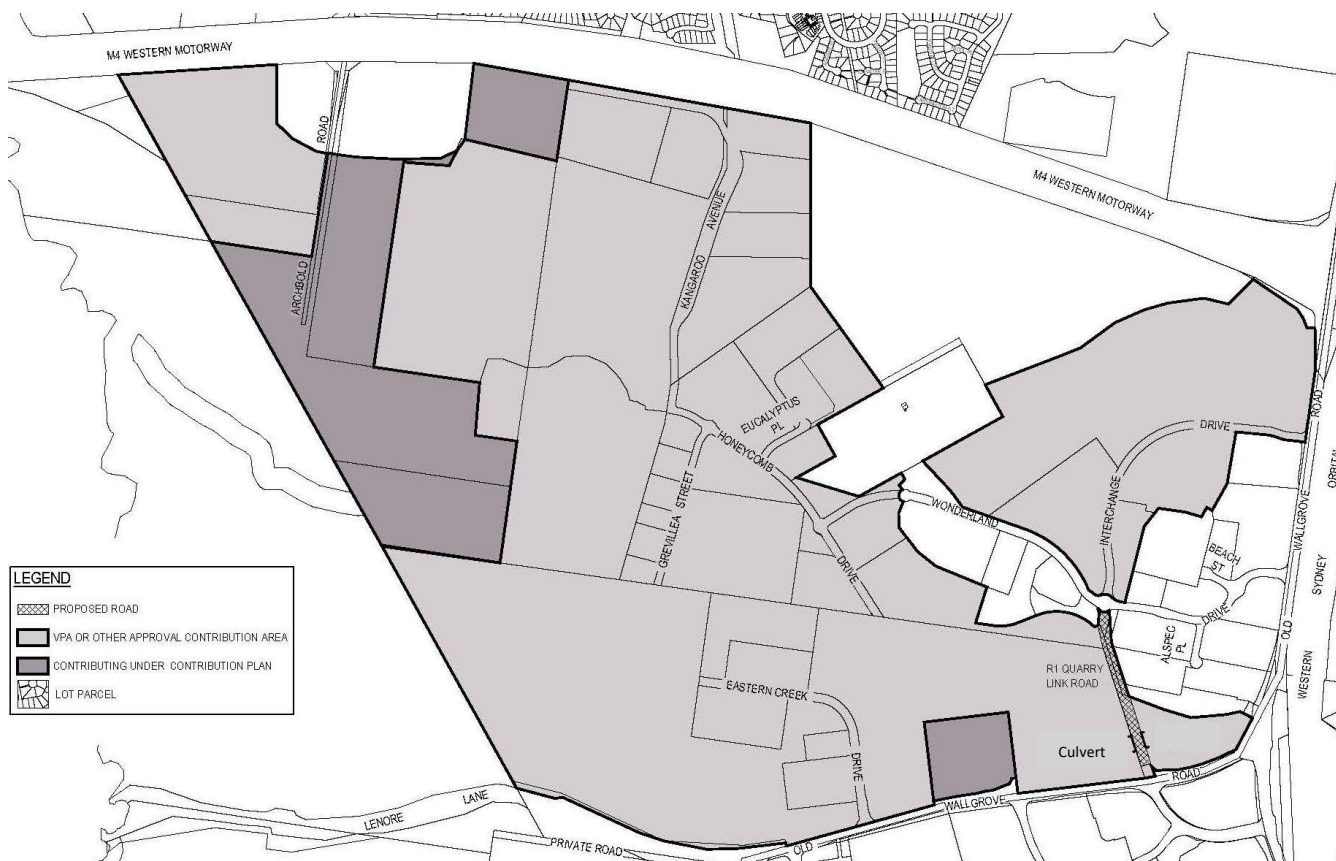 M4 WESTERN MOTORWAY
ROAD
ARCHBOLD
AVENUE
KANGAROO
M4 WESTERN MOTORWAY
EUCALYPTUS
PL
HONEYCOMB
DRIVE
GREVILLEA STREET
WONDERLAND
DRIVE
INTERCHANGE
DRIVE
BEACH
ST
ALSPEC
PL
ROAD
WALLGROVE
OLD
ORBITAL
SYDNEY
WESTERN
R1 QUARRY
LINK ROAD
Culvert
EASTERN CREEK
DRIVE
LEGEND
PROPOSED ROAD
VPA OR OTHER APPROVAL CONTRIBUTION AREA
CONTRIBUTING UNDER CONTRIBUTION PLAN
LOT PARCEL
LENORE
LANE
PRIVATE ROAD
OLD
WALLGROVE
ROAD